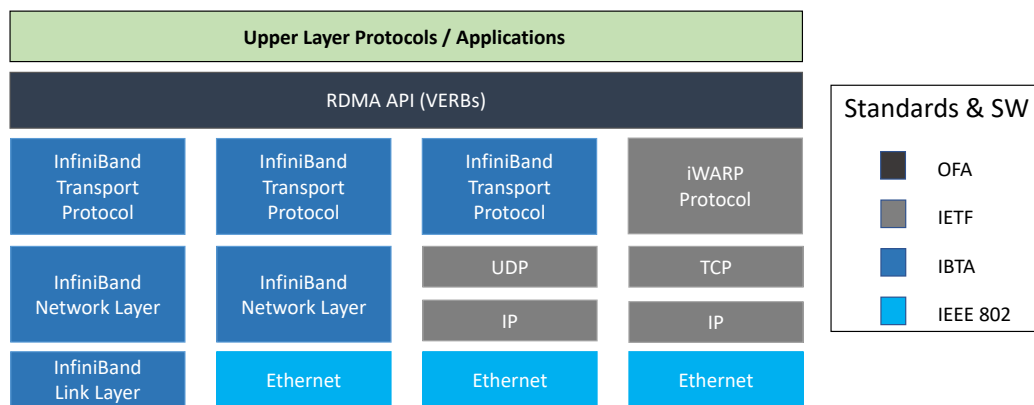 Upper Layer Protocols / Applications
RDMA API (VERBs)
InfiniBand
Transport
Protocol
InfiniBand
Transport
Protocol
InfiniBand
Transport
Protocol
iWARP
Protocol
InfiniBand
Network Layer
InfiniBand
Network Layer
UDP
TCP
IP
IP
InfiniBand
Link Layer
Ethernet
Ethernet
Ethernet
Standards & SW
OFA
IETF
IBTA
IEEE 802